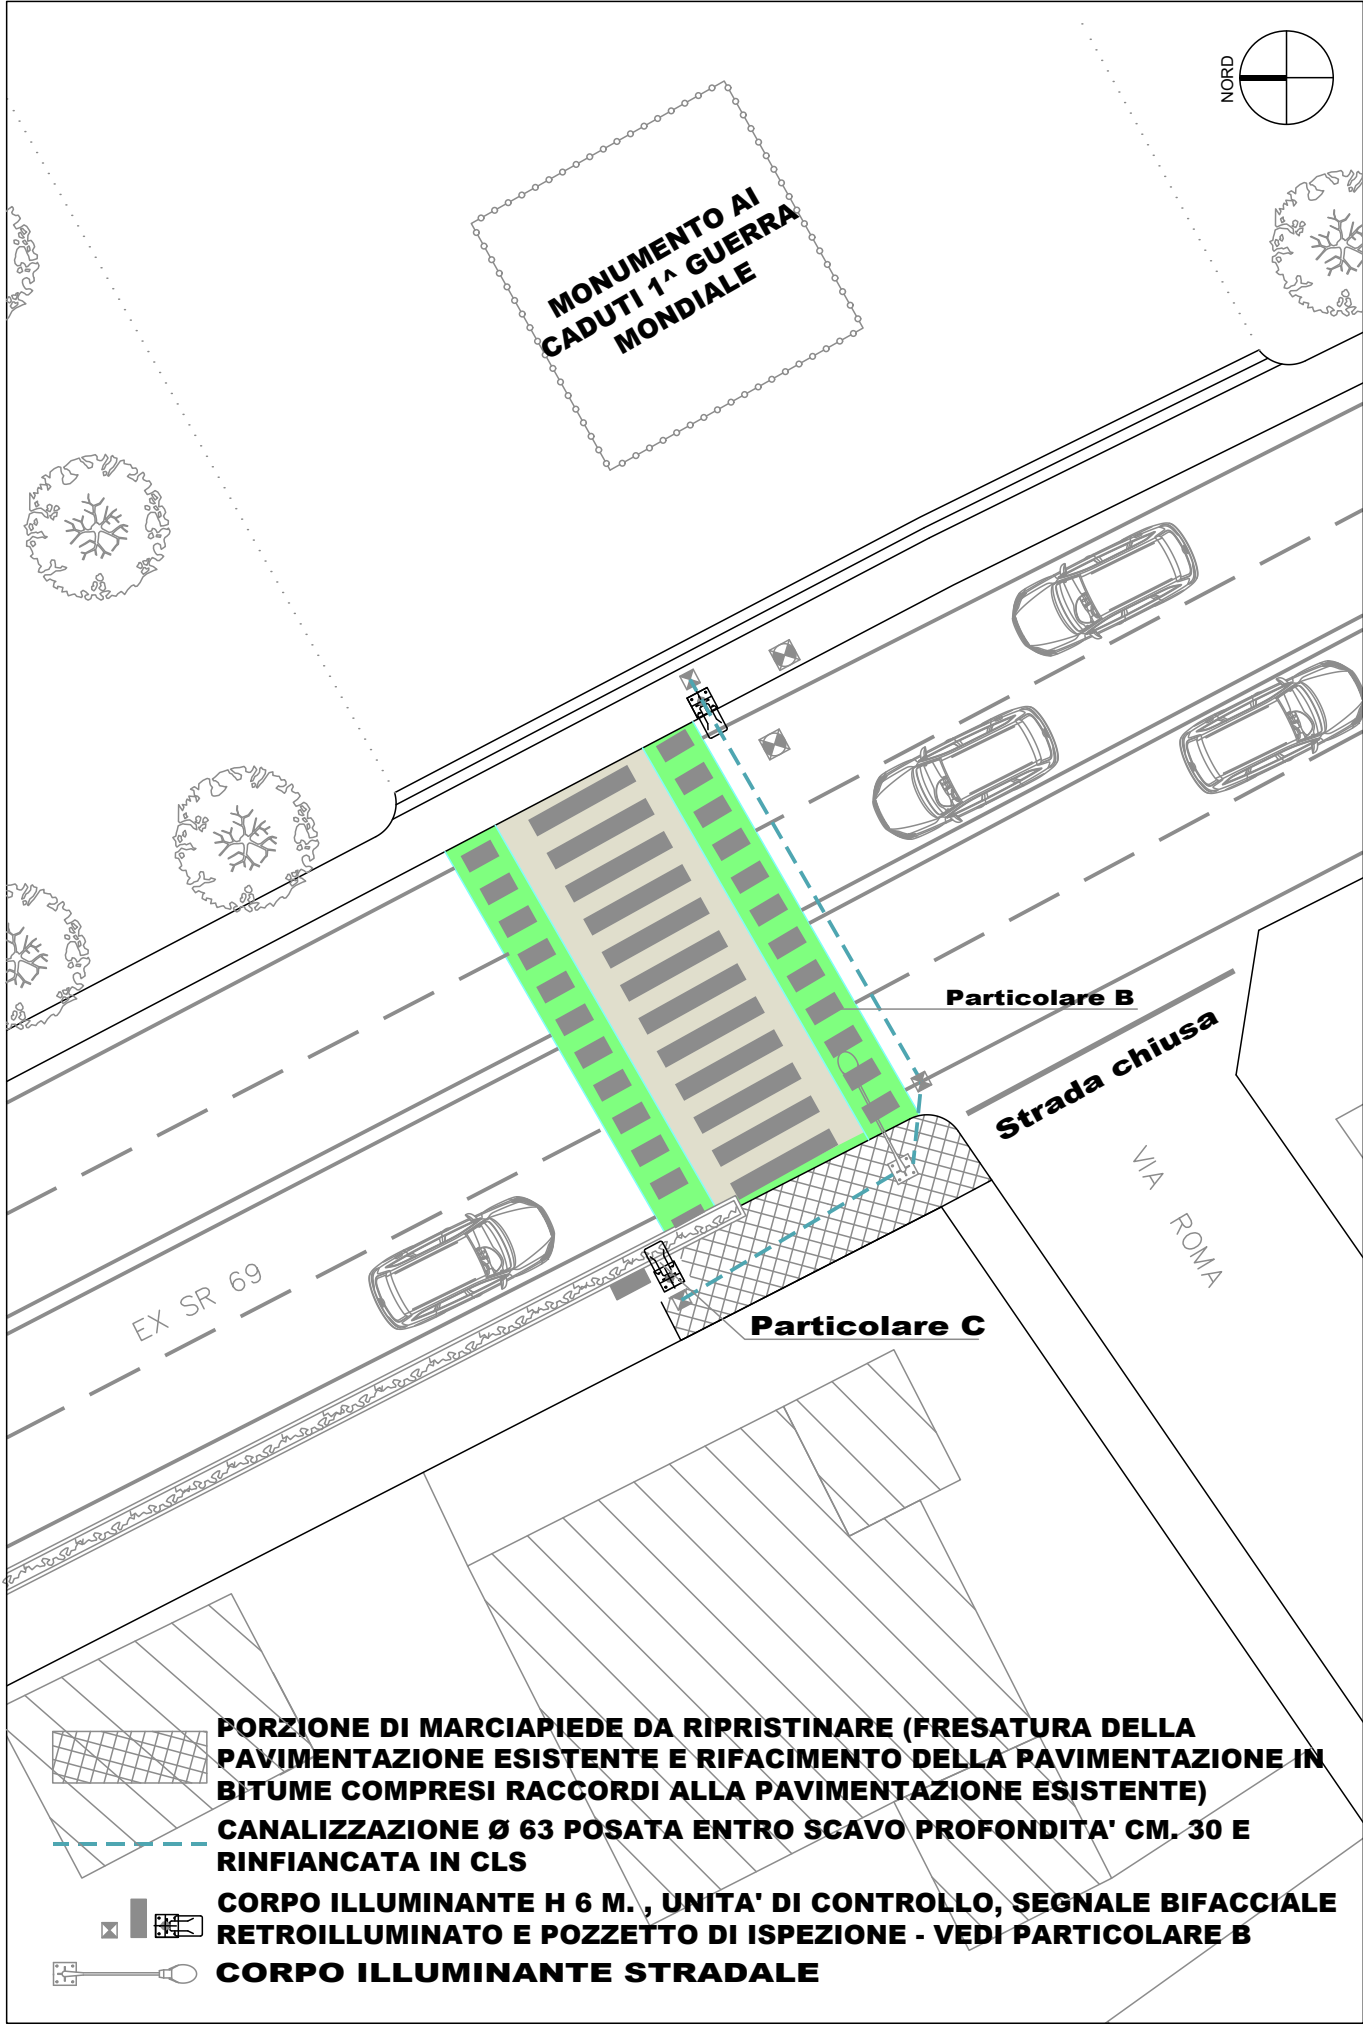 NORD
MONUMENTO AI
CADUTI 1^ GUERRA
MONDIALE
Particolare B
Strada chiusa
VIA ROMA
EX SR 69
Particolare C
PORZIONE DI MARCIAPIEDE DA RIPRISTINARE (FRESATURA DELLA
PAVIMENTAZIONE ESISTENTE E RIFACIMENTO DELLA PAVIMENTAZIONE IN
BITUME COMPRESI RACCORDI ALLA PAVIMENTAZIONE ESISTENTE)
CANALIZZAZIONE Ø 63 POSATA ENTRO SCAVO PROFONDITA' CM. 30 E
RINFIANCATA IN CLS
CORPO ILLUMINANTE H 6 M. , UNITA' DI CONTROLLO, SEGNALE BIFACCIALE
RETROILLUMINATO E POZZETTO DI ISPEZIONE - VEDI PARTICOLARE B
CORPO ILLUMINANTE STRADALE